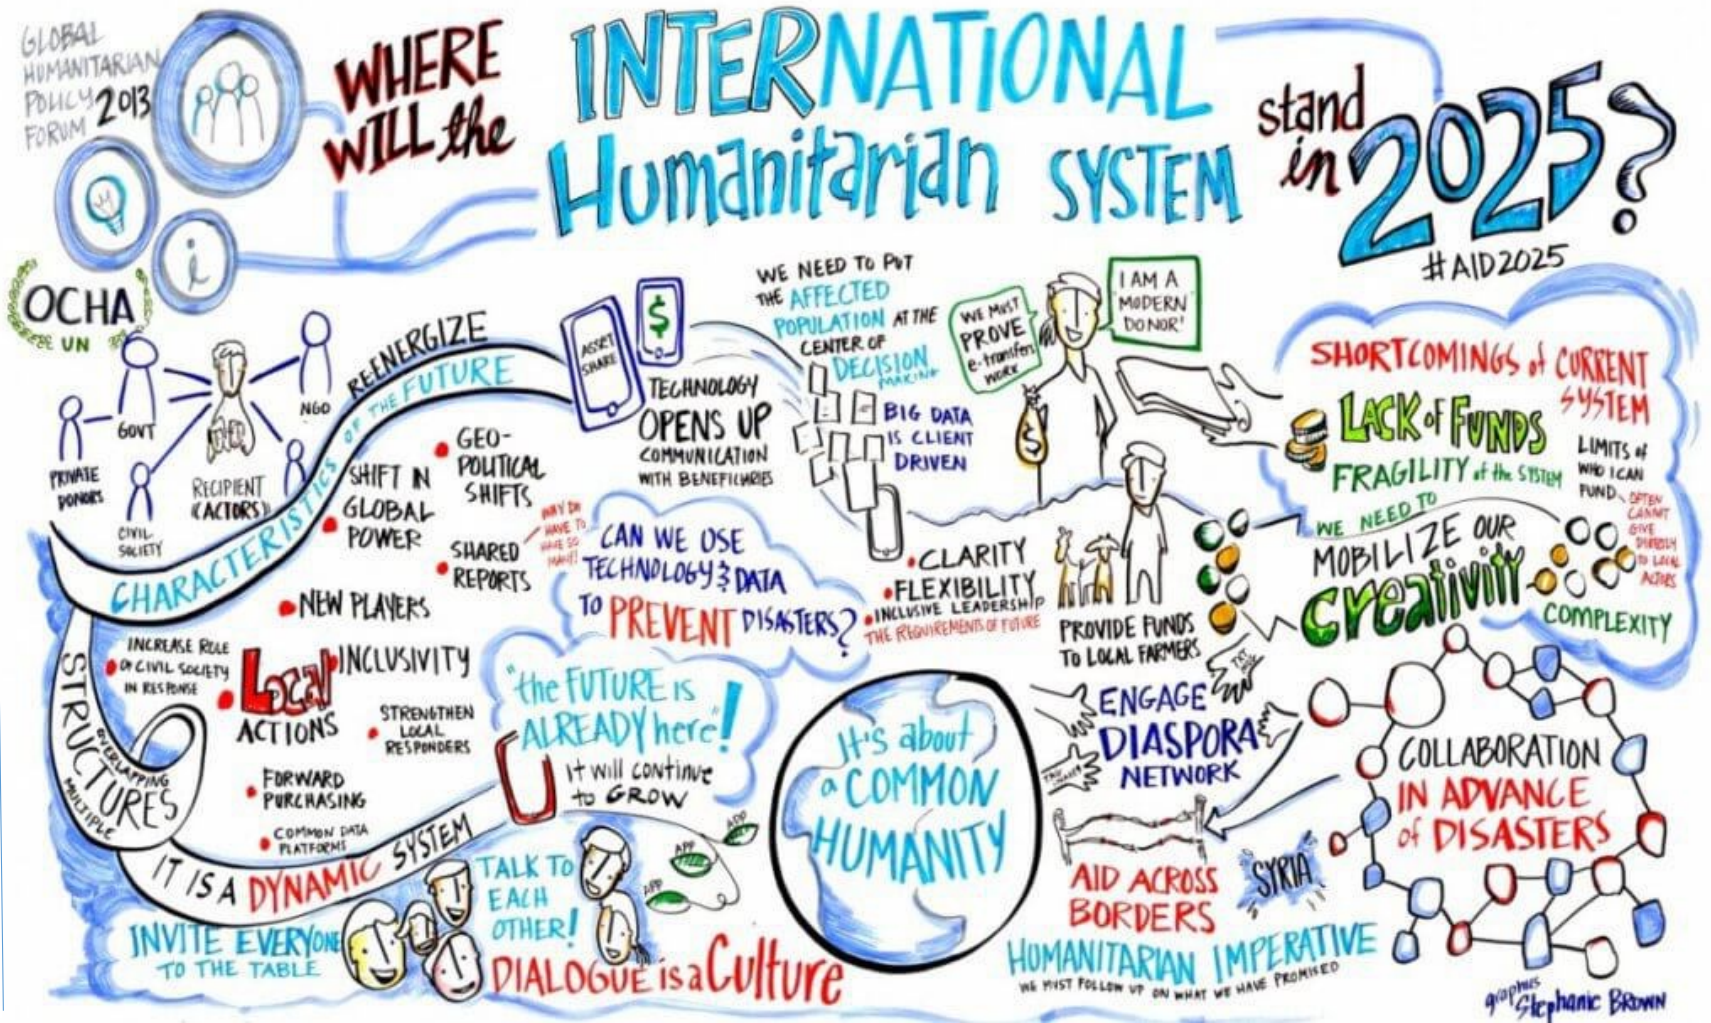 GLOBAL
HUMANITARIAN
POLICY 2013
FORUM
WHERE
WILL the
INTERNATIONAL
Humanitarian SYSTEM
stand
in 2025?
#AID2025
i
OCHA
UN
GOVT
NGO
PRIVATE
DONORS
CIVIL
SOCIETY
RECIPIENT
(ACTORS)
RE-ENERGIZE
CHARACTERISTICS OF THE FUTURE
GEO-
POLITICAL
SHIFTS
SHIFT IN
GLOBAL
POWER
SHARED
REPORTS
WHY DO
HAVE TO
HAVE SO
MANY?
NEW PLAYERS
INCREASE ROLE
OF CIVIL SOCIETY
IN RESPONSE
Local
ACTIONS
INCLUSIVITY
STRENGTHEN
LOCAL
RESPONDERS
FORWARD
PURCHASING
COMMON DATA
PLATFORMS
STRUCTURES
OVERLAPPING
MULTIPLE
IT IS A DYNAMIC SYSTEM
INVITE EVERYONE
TO THE TABLE
TALK TO
EACH
OTHER!
DIALOGUE is a Culture
ASSET
SHARE
$
TECHNOLOGY
OPENS UP
COMMUNICATION
WITH BENEFICIARIES
WE NEED TO PUT
THE AFFECTED
POPULATION AT THE
CENTER OF
DECISION
MAKING
BIG DATA
IS CLIENT
DRIVEN
WE MUST
PROVE
e-transfers
WORK
I AM A
MODERN
DONOR!
$
CAN WE USE
TECHNOLOGY & DATA
TO PREVENT DISASTERS?
CLARITY
FLEXIBILITY
INCLUSIVE LEADERSHIP
THE REQUIREMENTS OF FUTURE
PROVIDE FUNDS
TO LOCAL FARMERS
"the FUTURE IS
ALREADY here"!
It will continue
to GROW
APP
APP
APP
It's about
a COMMON
HUMANITY
ENGAGE
DIASPORA
NETWORK
AID ACROSS
BORDERS
SYRIA
HUMANITARIAN IMPERATIVE
WE MUST FOLLOW UP ON WHAT WE HAVE PROMISED
SHORTCOMINGS of CURRENT
SYSTEM
LACK of FUNDS
FRAGILITY of the SYSTEM
LIMITS of
WHO I CAN
FUND
OFTEN
CANNOT
GIVE
DIRECTLY
TO LOCAL
ACTORS
WE NEED TO
MOBILIZE OUR
creativity
COMPLEXITY
COLLABORATION
IN ADVANCE
of DISASTERS
graphics
Stephanie BROWN